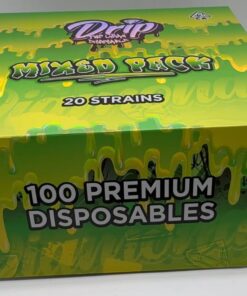 Drip
MIXED PACK
20 STRAINS
100 PREMIUM
DISPOSABLES